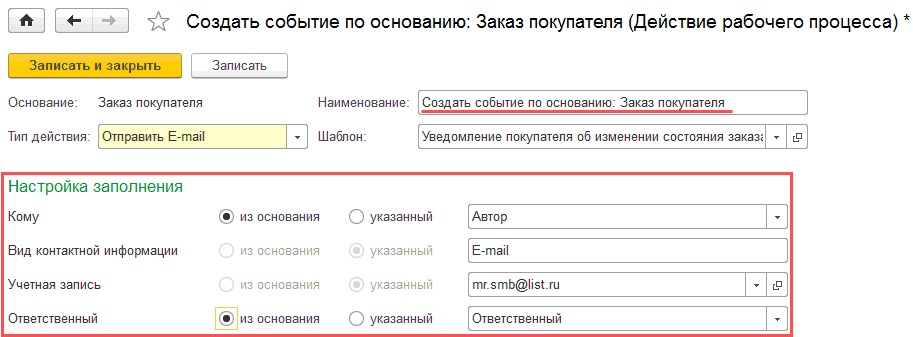 Создать событие по основанию: Заказ покупателя (Действие рабочего процесса) *
Записать и закрыть Записать
Основание: Заказ покупателя Наименование: Создать событие по основанию: Заказ покупателя
Тип действия: Отправить E-mail Шаблон: Уведомление покупателя об изменении состояния заказа
Настройка заполнения
Кому из основания указанный Автор
Вид контактной информации из основания указанный E-mail
Учетная запись из основания указанный mr.smb@list.ru
Ответственный из основания указанный Ответственный